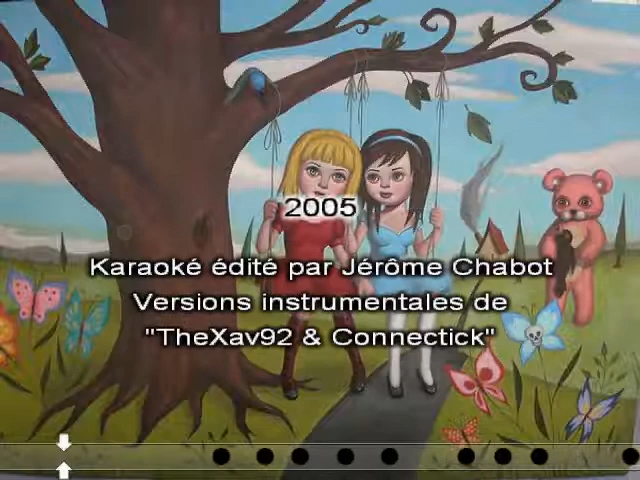 2005
Karaoké édité par Jérôme Chabot
Versions instrumentales de
"TheXav92 & Connectick"